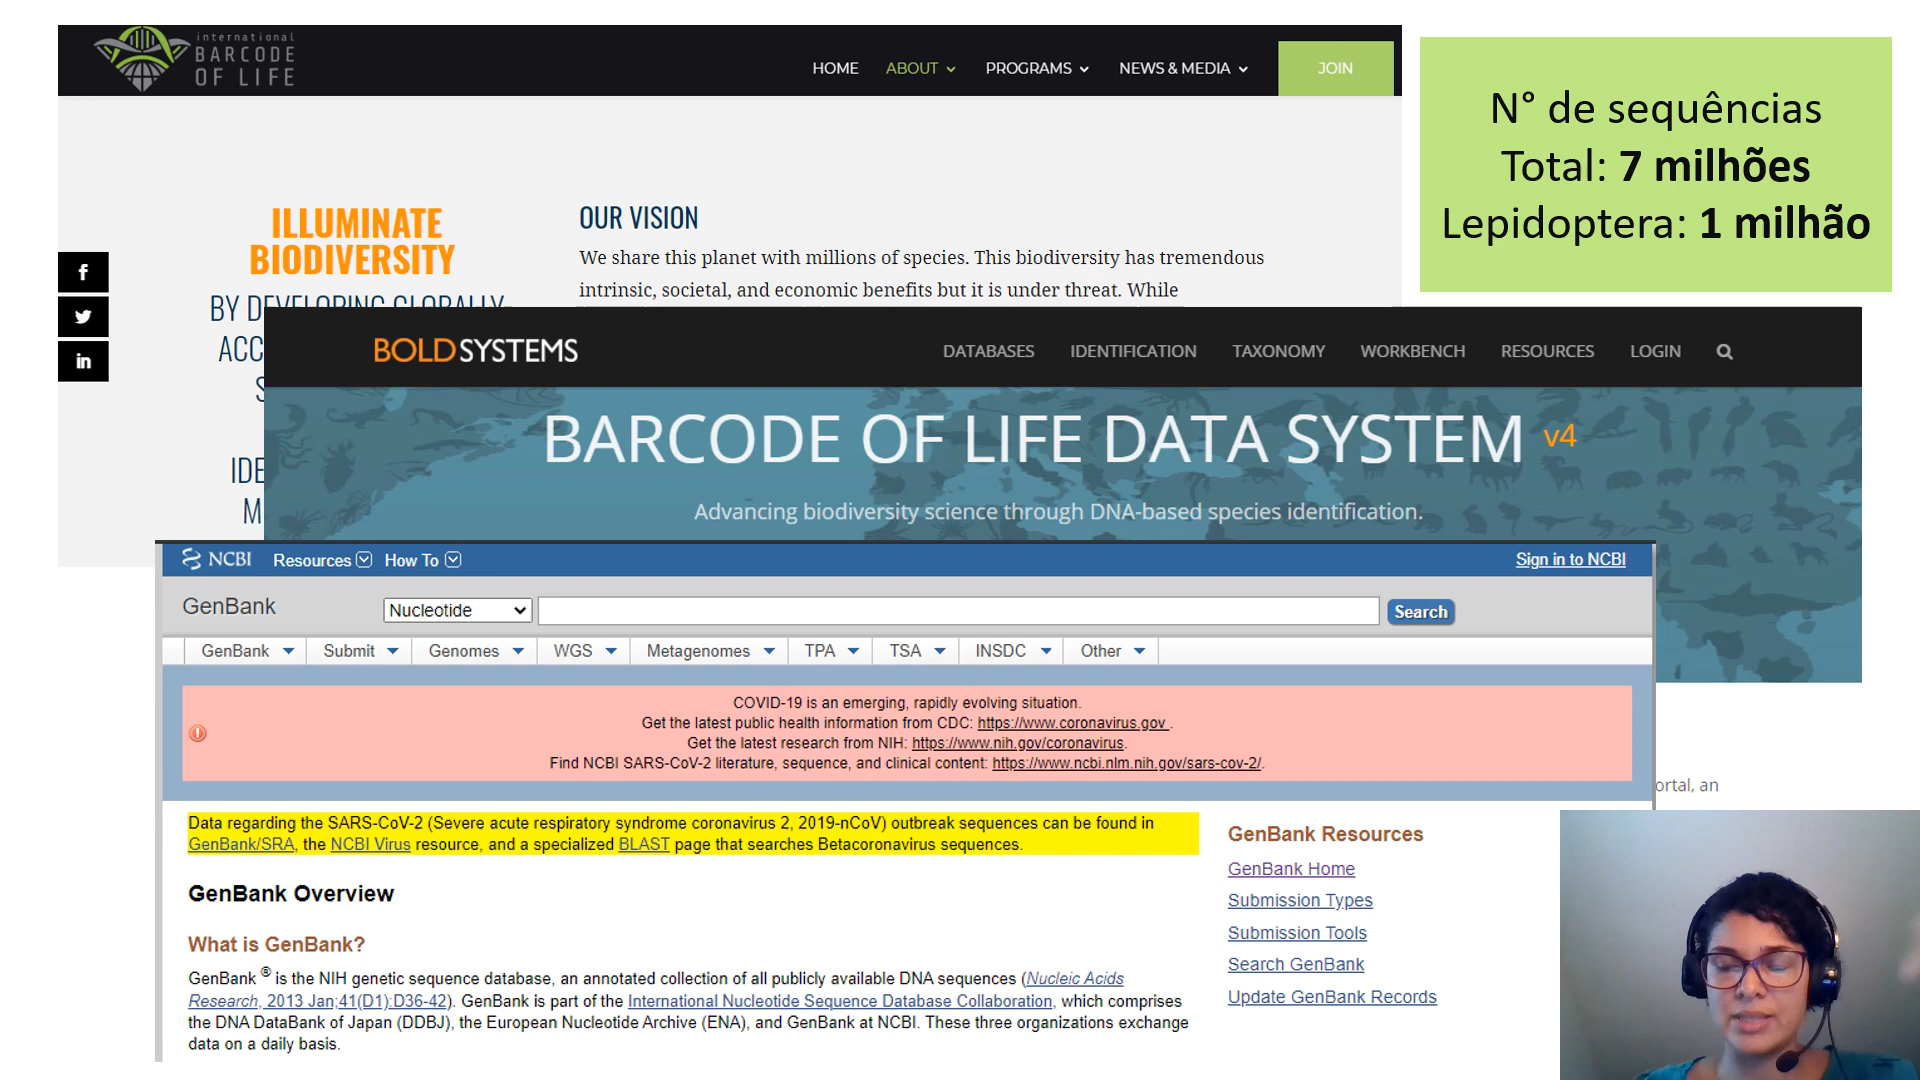 international
BARCODE
OF LIFE
HOME
ABOUT
PROGRAMS
NEWS & MEDIA
JOIN
N° de sequências
Total: 7 milhões
Lepidoptera: 1 milhão
ILLUMINATE
BIODIVERSITY
BY DEVELOPING GLOBALLY
ACC
S
IDE
M
OUR VISION
We share this planet with millions of species. This biodiversity has tremendous
intrinsic, societal, and economic benefits but it is under threat. While
BOLDSYSTEMS
DATABASES
IDENTIFICATION
TAXONOMY
WORKBENCH
RESOURCES
LOGIN
BARCODE OF LIFE DATA SYSTEM v4
Advancing biodiversity science through DNA-based species identification.
NCBI Resources How To
Sign in to NCBI
GenBank
Nucleotide
Search
GenBank
Submit
Genomes
WGS
Metagenomes
TPA
TSA
INSDC
Other
COVID-19 is an emerging, rapidly evolving situation.
Get the latest public health information from CDC: https://www.coronavirus.gov .
Get the latest research from NIH: https://www.nih.gov/coronavirus.
Find NCBI SARS-CoV-2 literature, sequence, and clinical content: https://www.ncbi.nlm.nih.gov/sars-cov-2/.
ortal, an
Data regarding the SARS-CoV-2 (Severe acute respiratory syndrome coronavirus 2, 2019-nCoV) outbreak sequences can be found in
GenBank/SRA, the NCBI Virus resource, and a specialized BLAST page that searches Betacoronavirus sequences.
GenBank Overview
What is GenBank?
GenBank ® is the NIH genetic sequence database, an annotated collection of all publicly available DNA sequences (Nucleic Acids
Research, 2013 Jan;41(D1):D36-42). GenBank is part of the International Nucleotide Sequence Database Collaboration, which comprises
the DNA DataBank of Japan (DDBJ), the European Nucleotide Archive (ENA), and GenBank at NCBI. These three organizations exchange
data on a daily basis.
GenBank Resources
GenBank Home
Submission Types
Submission Tools
Search GenBank
Update GenBank Records